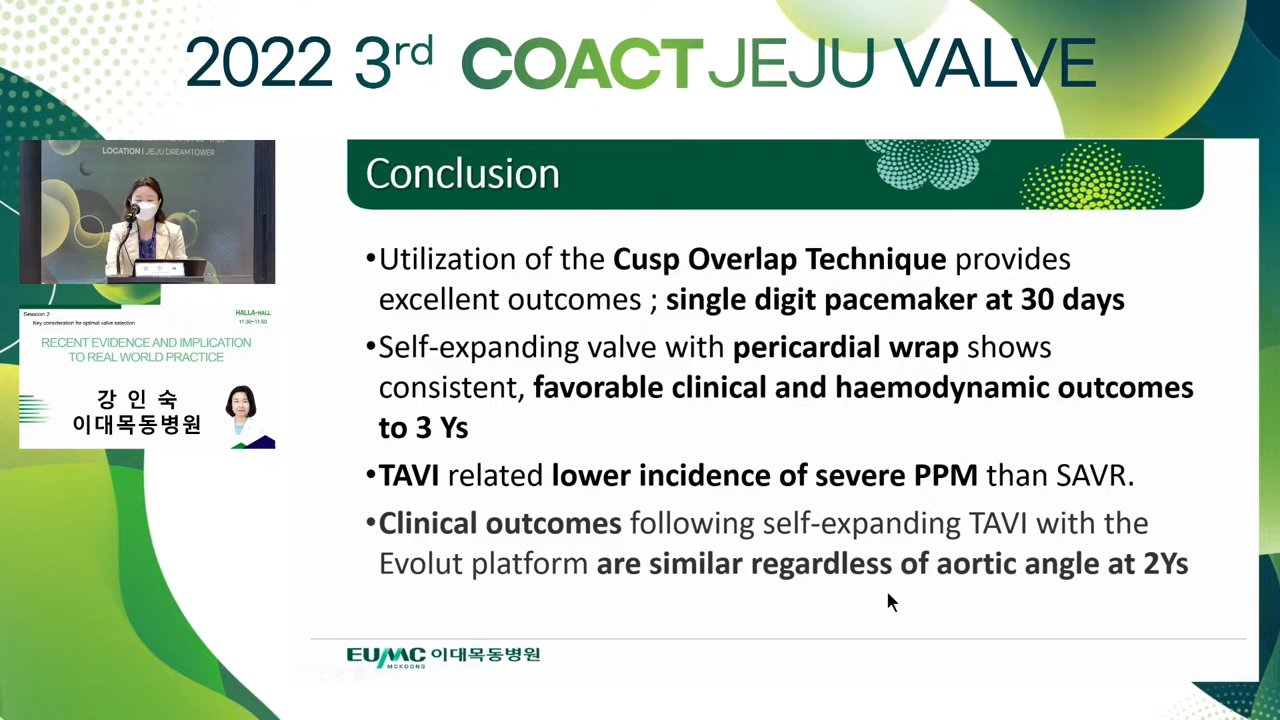 2022 3rd COACT JEJU VALVE
LOCATION | JEJU DREAMTOWER
강 인 숙
Session 2
Key consideration for optimal valve selection
HALLA-HALL
11:30~11:50
RECENT EVIDENCE AND IMPLICATION
TO REAL WORLD PRACTICE
강 인 숙
이대목동병원
Conclusion
•Utilization of the Cusp Overlap Technique provides
excellent outcomes ; single digit pacemaker at 30 days
•Self-expanding valve with pericardial wrap shows
consistent, favorable clinical and haemodynamic outcomes
to 3 Ys
•TAVI related lower incidence of severe PPM than SAVR.
•Clinical outcomes following self-expanding TAVI with the
Evolut platform are similar regardless of aortic angle at 2Ys
EUMC 이대목동병원
MOKDONG